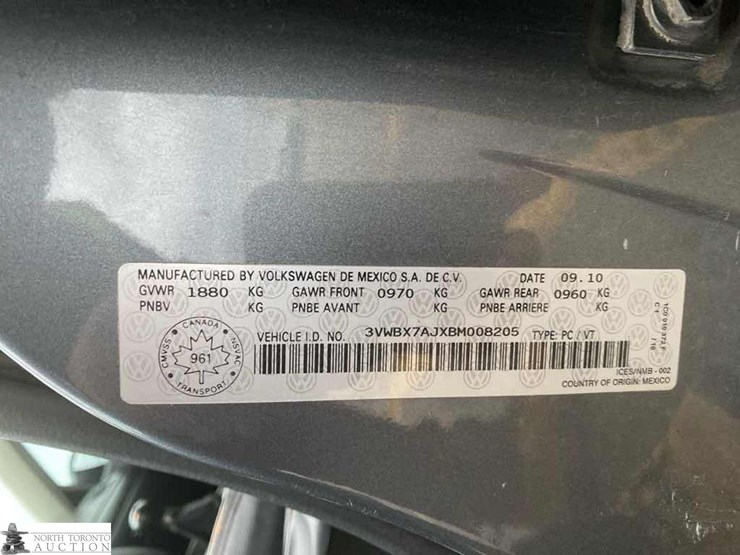 MANUFACTURED BY VOLKSWAGEN DE MEXICO S.A. DE C.V. DATE 09.10
GVWR 1880 KG GAWR FRONT 0970 KG GAWR REAR 0960 KG
PNBV KG PNBE AVANT KG PNBE ARRIERE KG
VEHICLE I.D. NO. 3VWBX7AJXBM008205 TYPE: PC / VT
CANADA
CMVSS 961 NSVAC
TRANSPORT
ICES/NMB - 002
COUNTRY OF ORIGIN: MEXICO
NORTH TORONTO
AUCTION